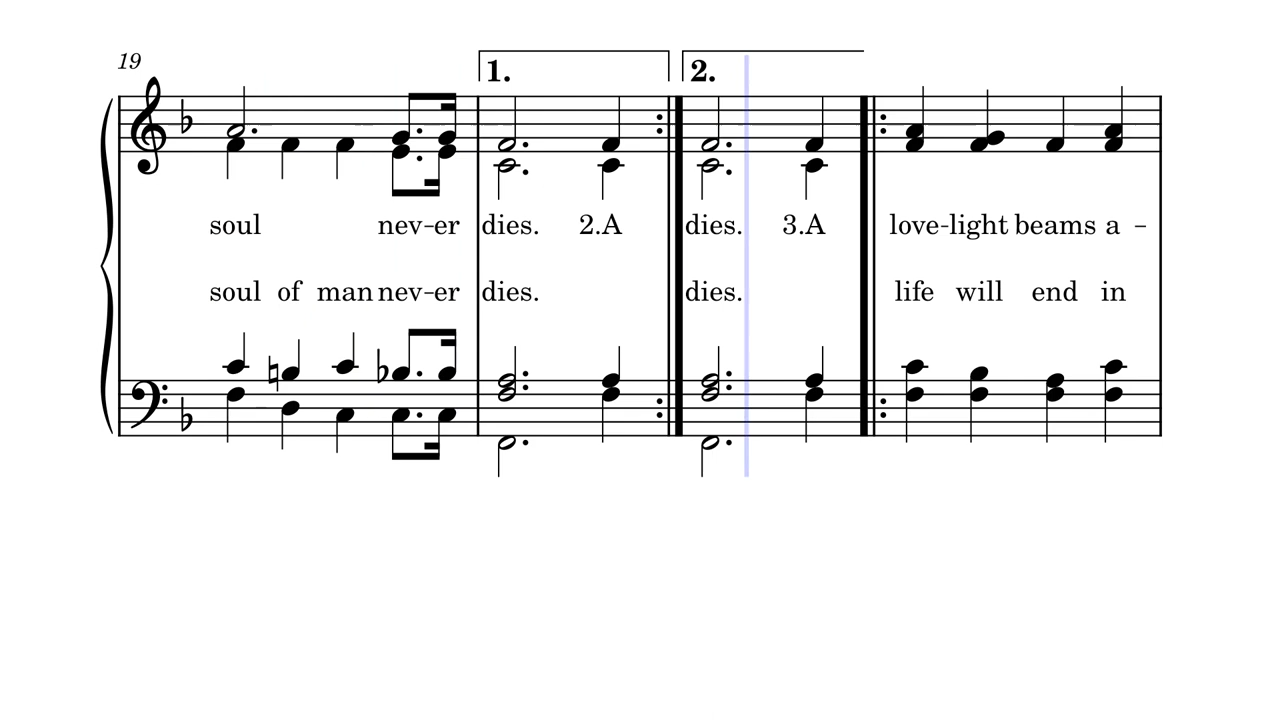 19
1. 2.
soul nev–er dies. 2.A dies. 3.A love-light beams a –
soul of man nev–er dies. dies. life will end in